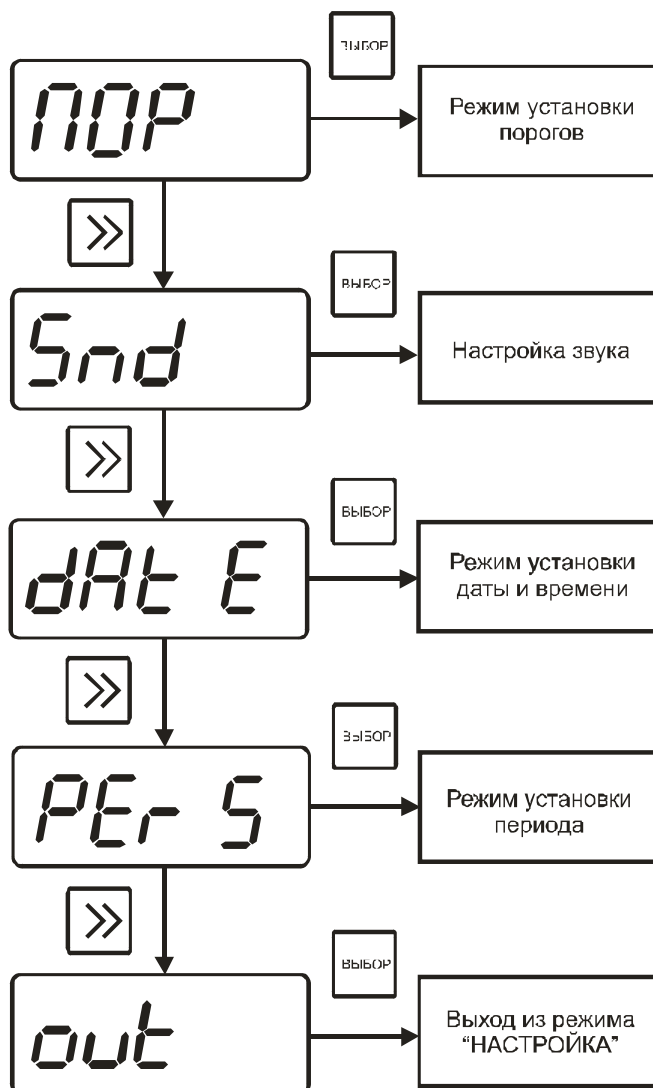 ВЫБОР
ПОР
Режим установки
порогов
>>
ВЫБОР
Snd
Настройка звука
>>
ВЫБОР
dAt E
Режим установки
даты и времени
>>
ВЫБОР
PEr S
Режим установки
периода
>>
ВЫБОР
out
Выход из режима
“НАСТРОЙКА”